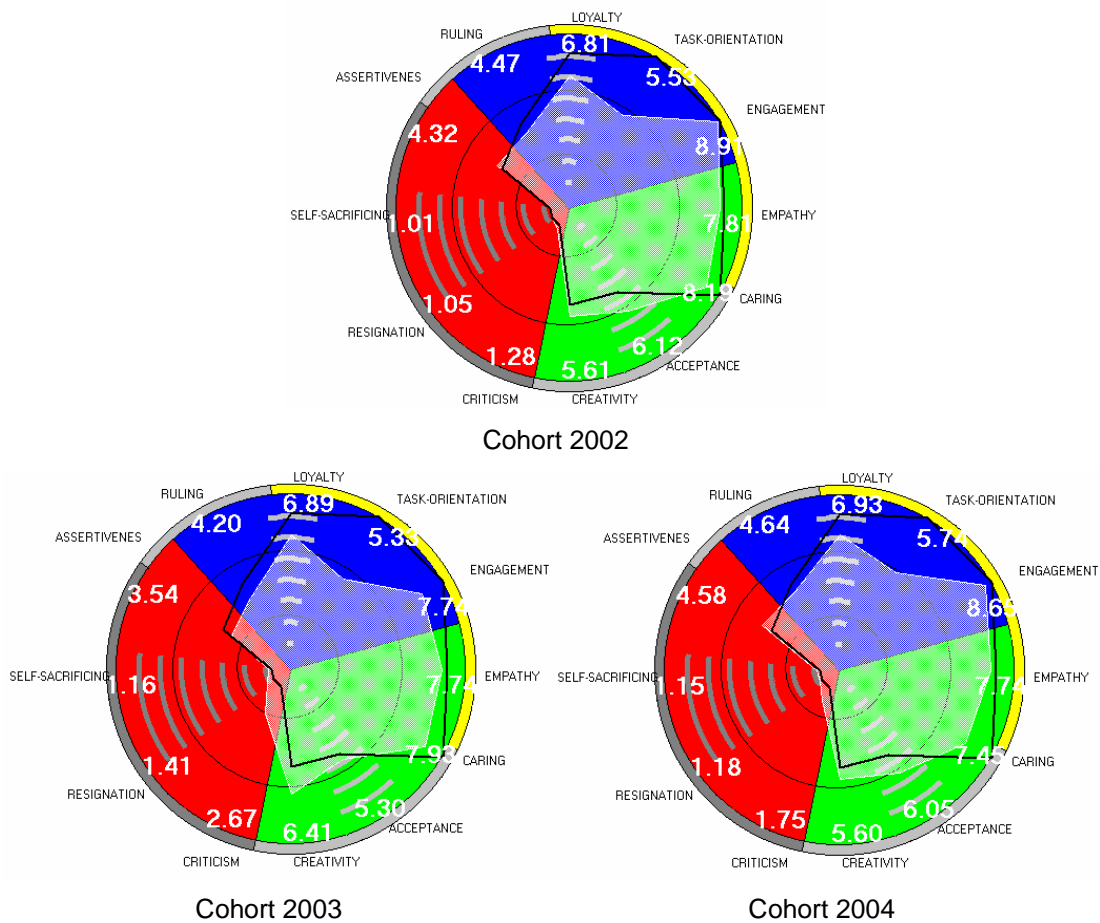 LOYALTY
RULING
6.81
TASK-ORIENTATION
4.47
5.53
ASSERTIVENES
ENGAGEMENT
4.32
8.91
SELF-SACRIFICING
1.01
7.81
EMPATHY
1.05
8.19
CARING
RESIGNATION
1.28
6.12
5.61
ACCEPTANCE
CRITICISM
CREATIVITY
Cohort 2002
LOYALTY
RULING
6.89
TASK-ORIENTATION
4.20
5.33
ASSERTIVENES
ENGAGEMENT
3.54
7.74
SELF-SACRIFICING
1.16
7.74
EMPATHY
1.41
7.93
CARING
RESIGNATION
2.67
5.30
6.41
ACCEPTANCE
CRITICISM
CREATIVITY
Cohort 2003
LOYALTY
RULING
6.93
TASK-ORIENTATION
4.64
5.74
ASSERTIVENES
ENGAGEMENT
4.58
8.65
SELF-SACRIFICING
1.15
7.74
EMPATHY
1.18
7.45
CARING
RESIGNATION
1.75
6.05
5.60
ACCEPTANCE
CRITICISM
CREATIVITY
Cohort 2004